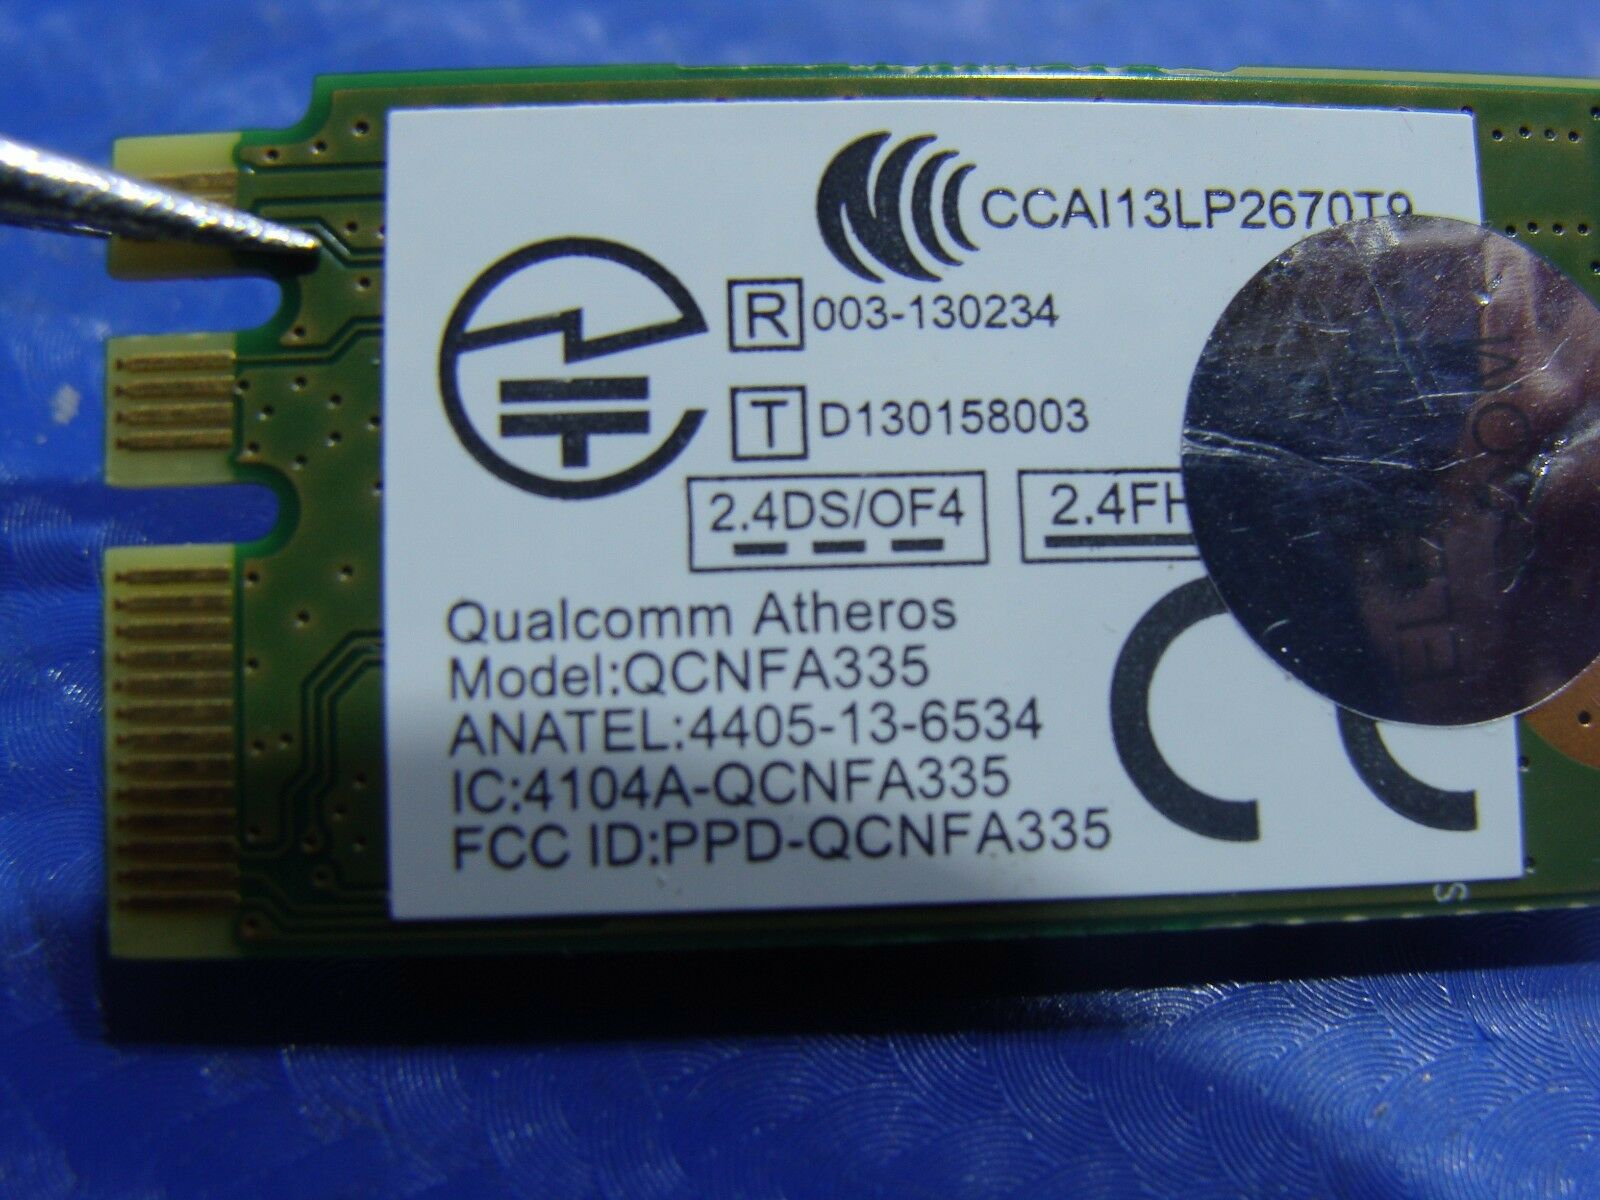 CCAI13LP2670T9
R 003-130234
T D130158003
2.4DS/OF4
2.4FH
Qualcomm Atheros
Model:QCNFA335
ANATEL:4405-13-6534
IC:4104A-QCNFA335
FCC ID:PPD-QCNFA335
CE
S